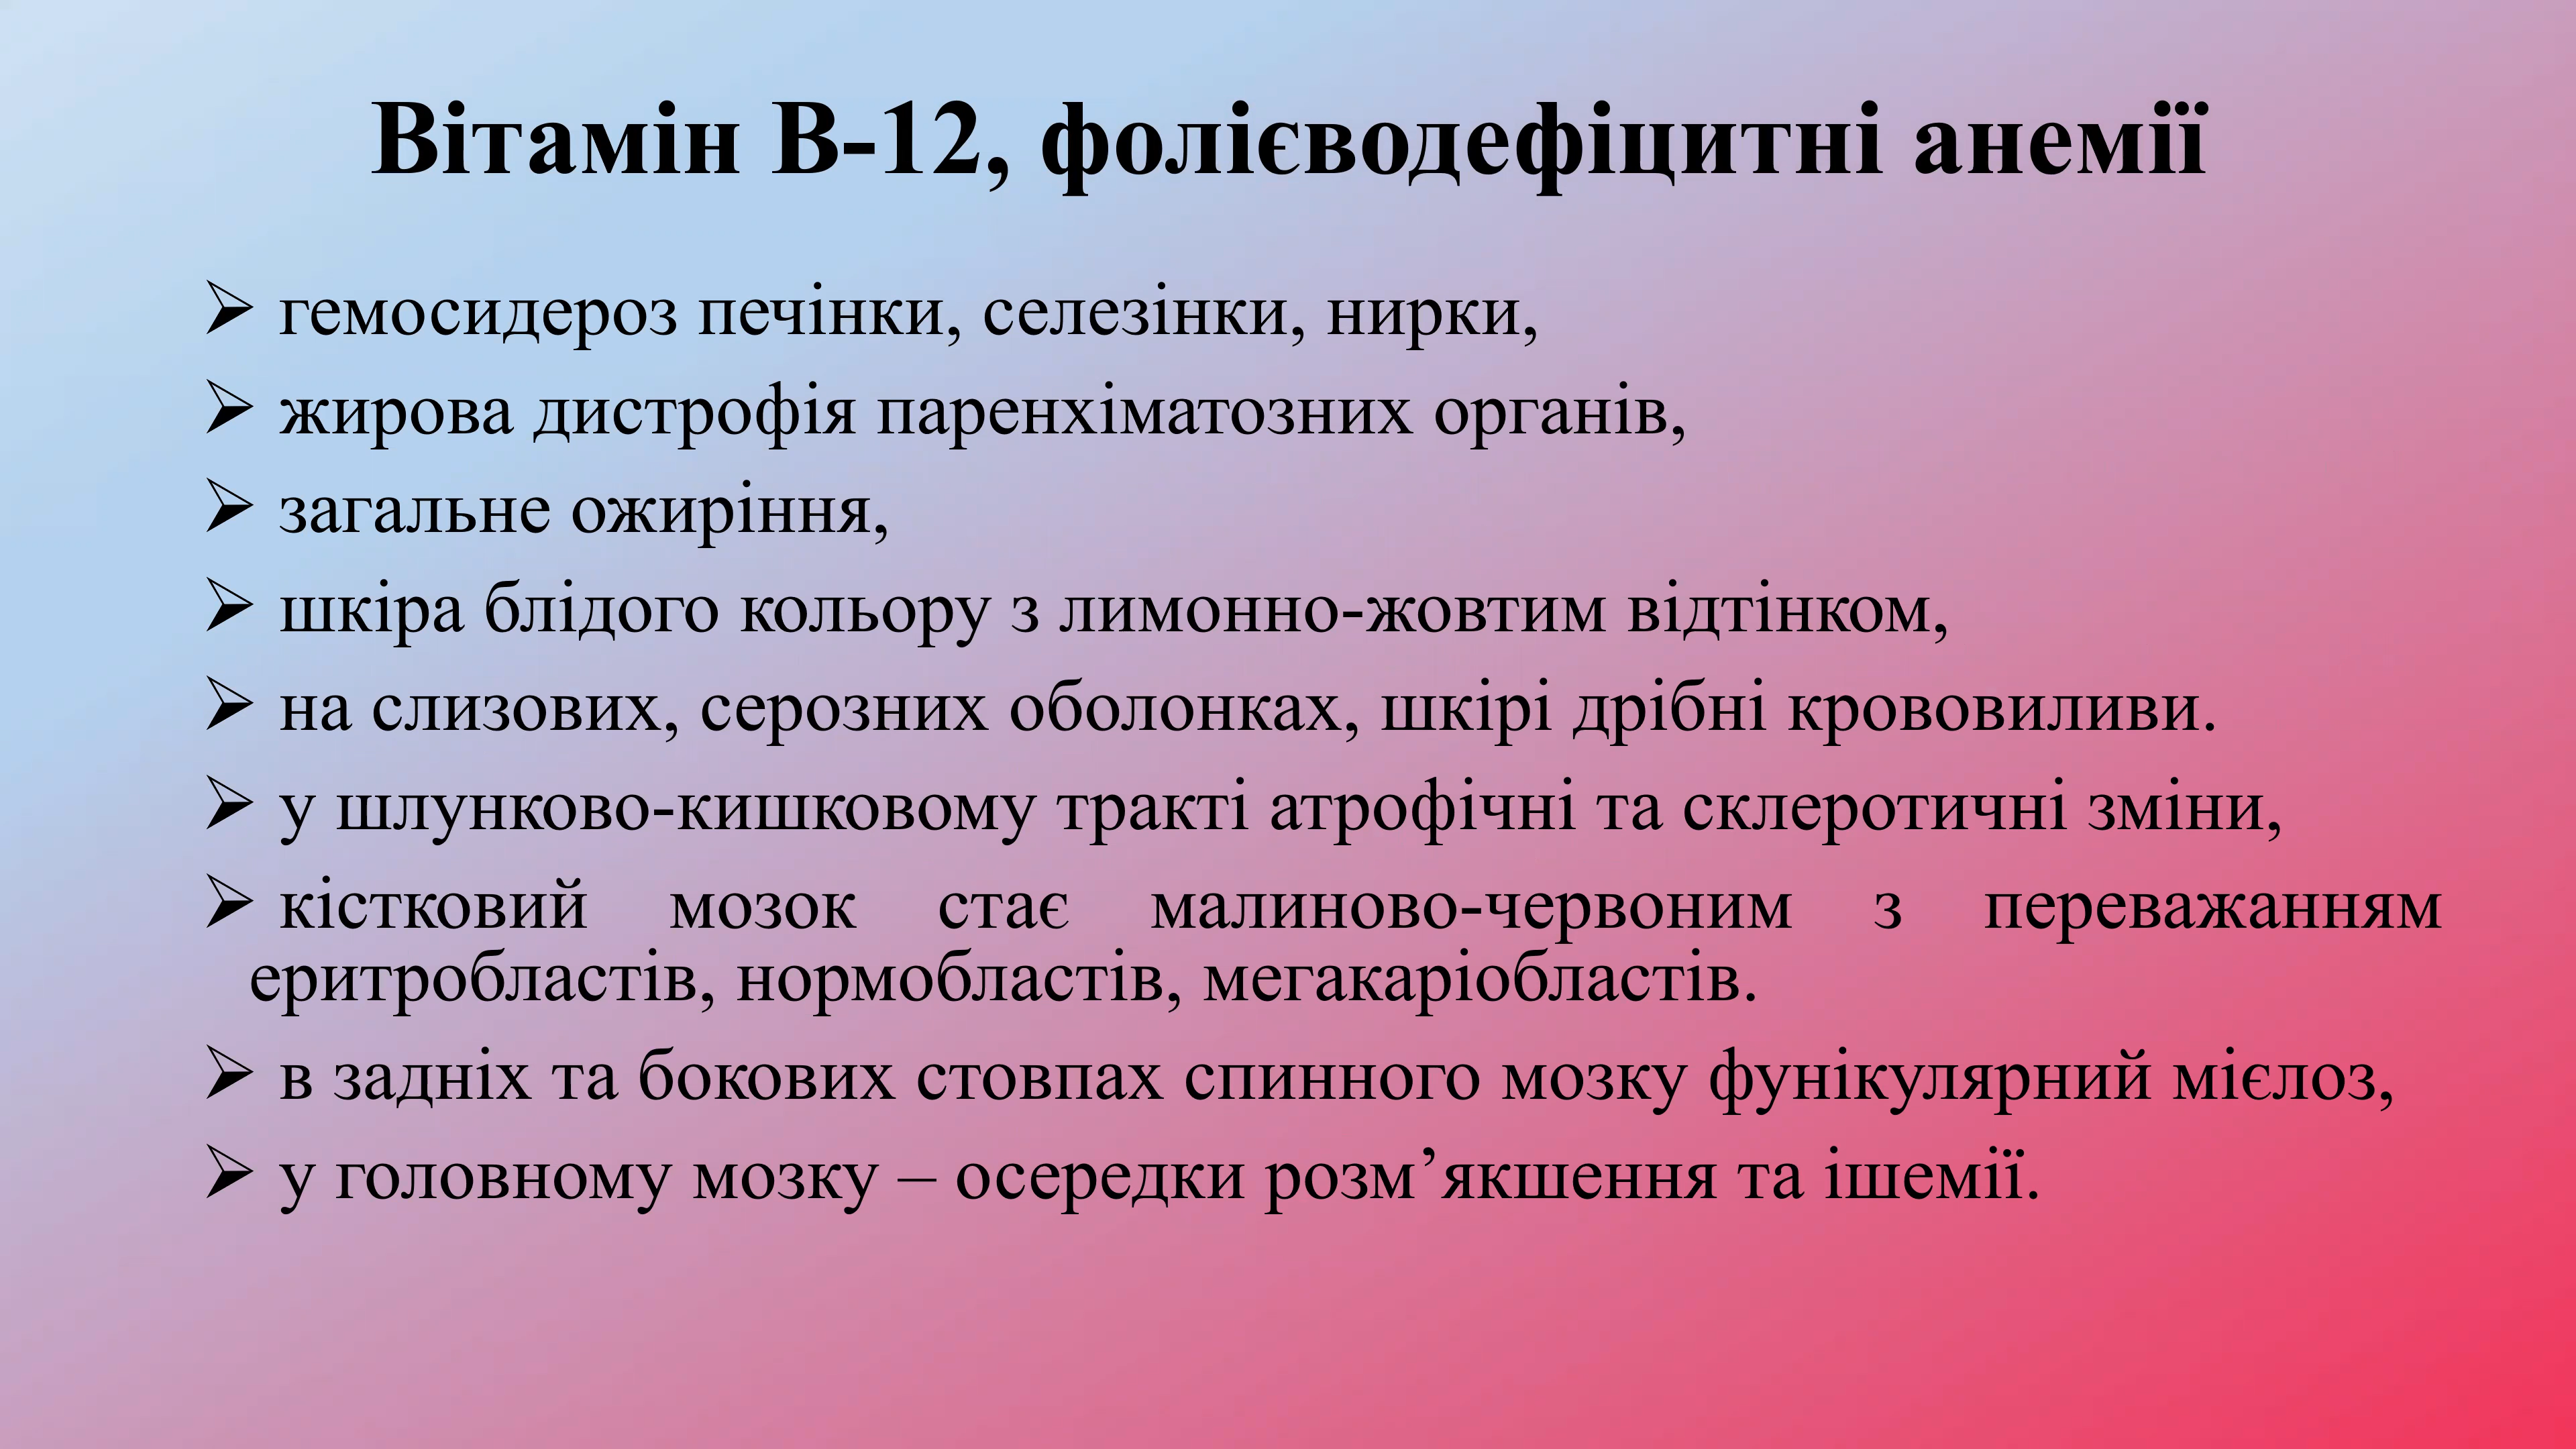 Вітамін В-12, фолієводефіцитні анемії
➢ гемосидероз печінки, селезінки, нирки,
➢ жирова дистрофія паренхіматозних органів,
➢ загальне ожиріння,
➢ шкіра блідого кольору з лимонно-жовтим відтінком,
➢ на слизових, серозних оболонках, шкірі дрібні крововиливи.
➢ у шлунково-кишковому тракті атрофічні та склеротичні зміни,
➢ кістковий мозок стає малиново-червоним з переважанням
еритробластів, нормобластів, мегакаріобластів.
➢ в задніх та бокових стовпах спинного мозку фунікулярний мієлоз,
➢ у головному мозку – осередки розм’якшення та ішемії.